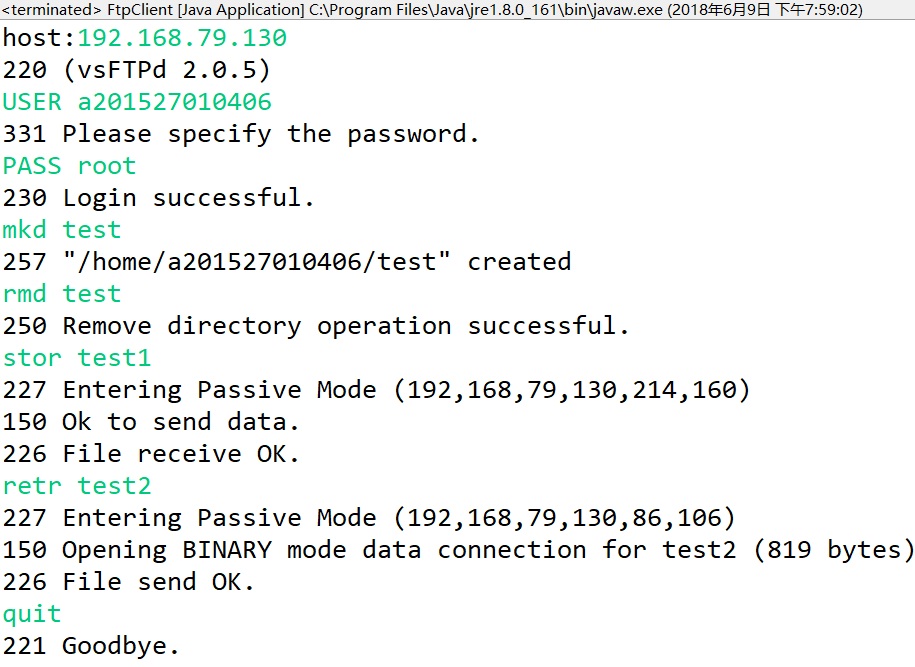 <terminated> FtpClient [Java Application] C:\Program Files\Java\jre1.8.0_161\bin\javaw.exe (2018年6月9日 下午7:59:02)
host:192.168.79.130
220 (vsFTPd 2.0.5)
USER a201527010406
331 Please specify the password.
PASS root
230 Login successful.
mkd test
257 "/home/a201527010406/test" created
rmd test
250 Remove directory operation successful.
stor test1
227 Entering Passive Mode (192,168,79,130,214,160)
150 Ok to send data.
226 File receive OK.
retr test2
227 Entering Passive Mode (192,168,79,130,86,106)
150 Opening BINARY mode data connection for test2 (819 bytes)
226 File send OK.
quit
221 Goodbye.